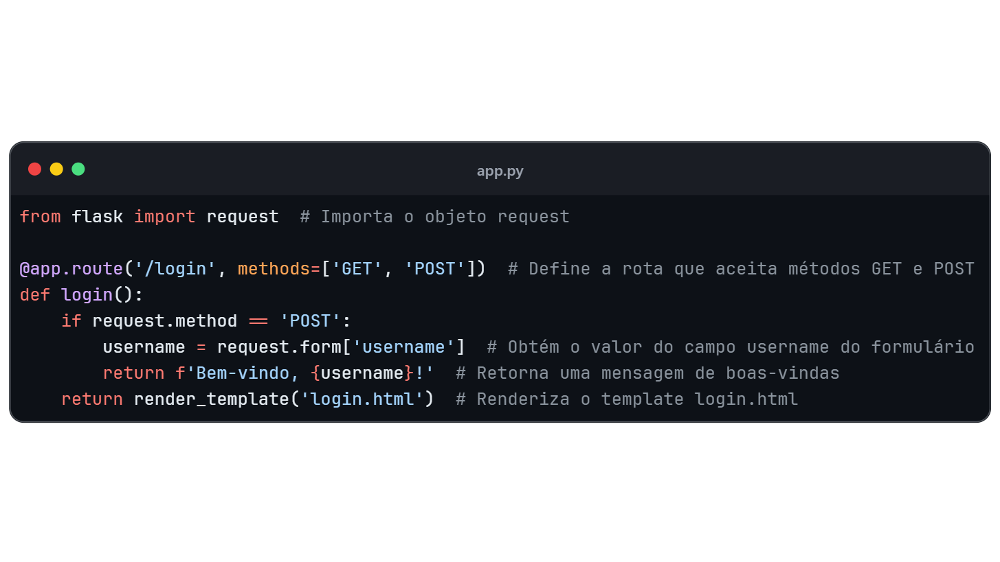 app.py
from flask import request  # Importa o objeto request
@app.route('/login', methods=['GET', 'POST'])  # Define a rota que aceita métodos GET e POST
def login():
    if request.method == 'POST':
        username = request.form['username']  # Obtém o valor do campo username do formulário
        return f'Bem-vindo, {username}!'  # Retorna uma mensagem de boas-vindas
    return render_template('login.html')  # Renderiza o template login.html